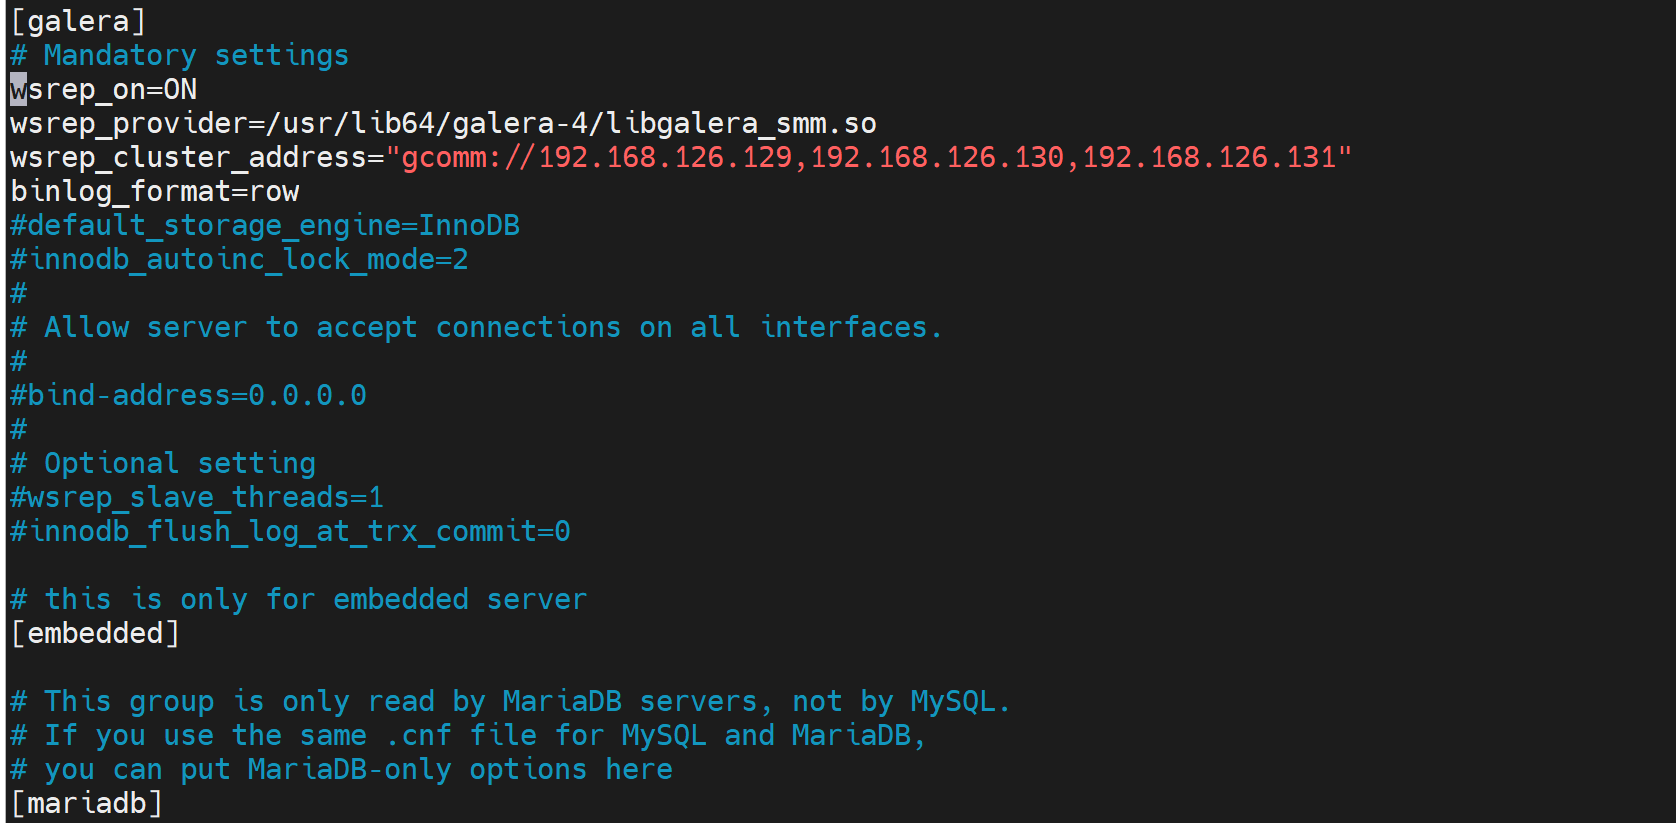 [galera]
# Mandatory settings
wsrep_on=ON
wsrep_provider=/usr/lib64/galera-4/libgalera_smm.so
wsrep_cluster_address="gcomm://192.168.126.129,192.168.126.130,192.168.126.131"
binlog_format=row
#default_storage_engine=InnoDB
#innodb_autoinc_lock_mode=2
#
# Allow server to accept connections on all interfaces.
#
#bind-address=0.0.0.0
#
# Optional setting
#wsrep_slave_threads=1
#innodb_flush_log_at_trx_commit=0

# this is only for embedded server
[embedded]

# This group is only read by MariaDB servers, not by MySQL.
# If you use the same .cnf file for MySQL and MariaDB,
# you can put MariaDB-only options here
[mariadb]